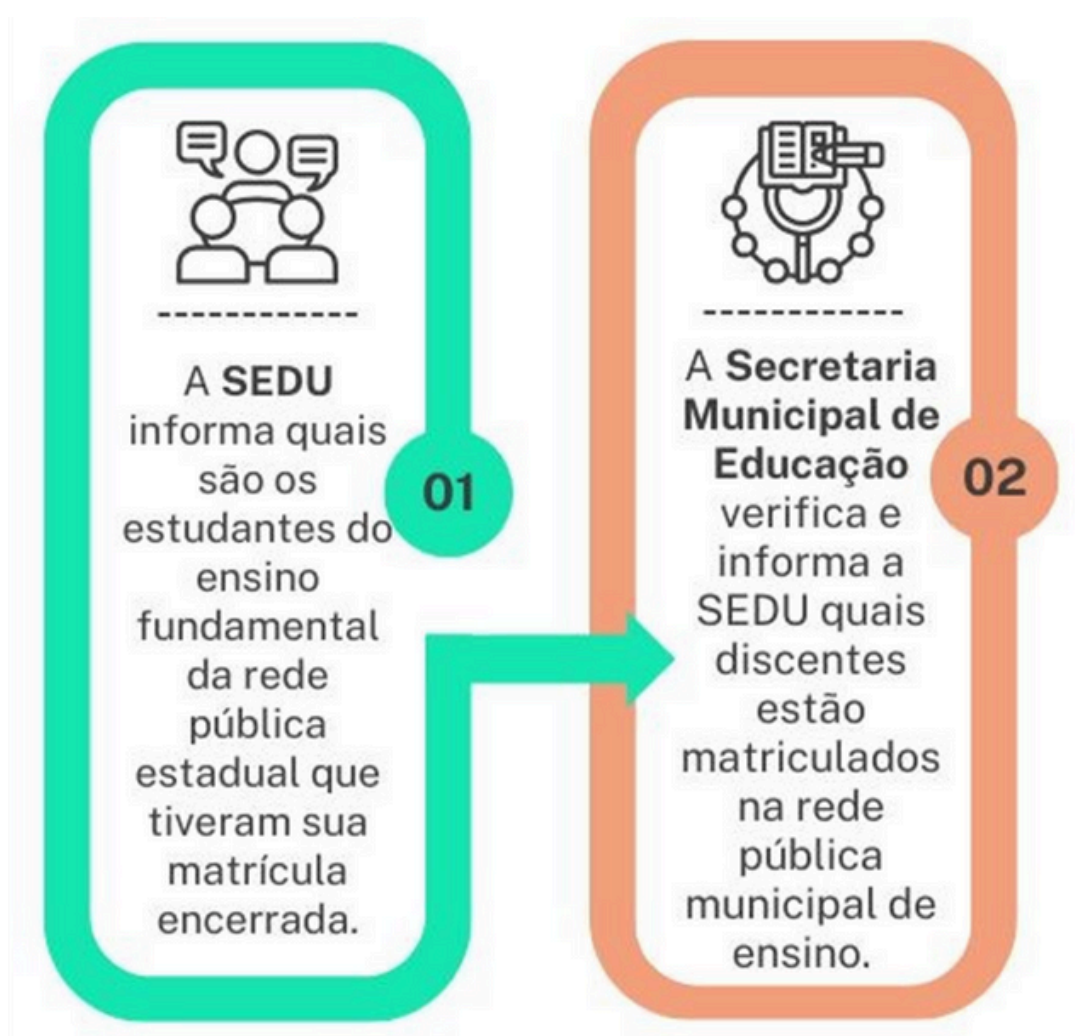 A SEDU
informa quais
são os
estudantes do
ensino
fundamental
da rede
pública
estadual que
tiveram sua
matrícula
encerrada.
01
A Secretaria
Municipal de
Educação
verifica e
informa a
SEDU quais
discentes
estão
matriculados
na rede
pública
municipal de
ensino.
02